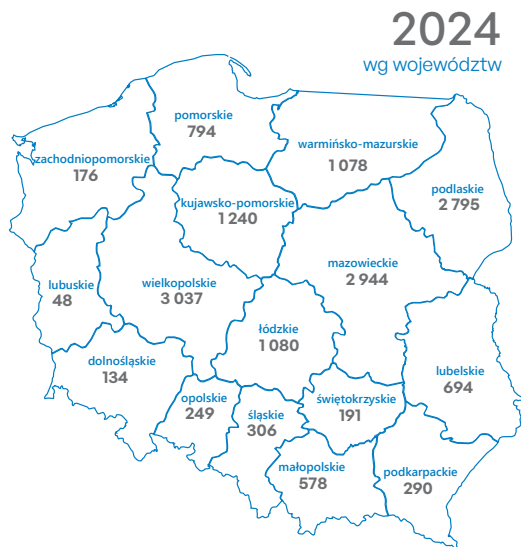 2024
wg województw
pomorskie
794
warmińsko-mazurskie
1 078
zachodniopomorskie
176
podlaskie
2 795
kujawsko-pomorskie
1 240
mazowieckie
2 944
lubuskie
48
wielkopolskie
3 037
łódzkie
1 080
dolnośląskie
134
lubelskie
694
opolskie
249
śląskie
306
świętokrzyskie
191
małopolskie
578
podkarpackie
290